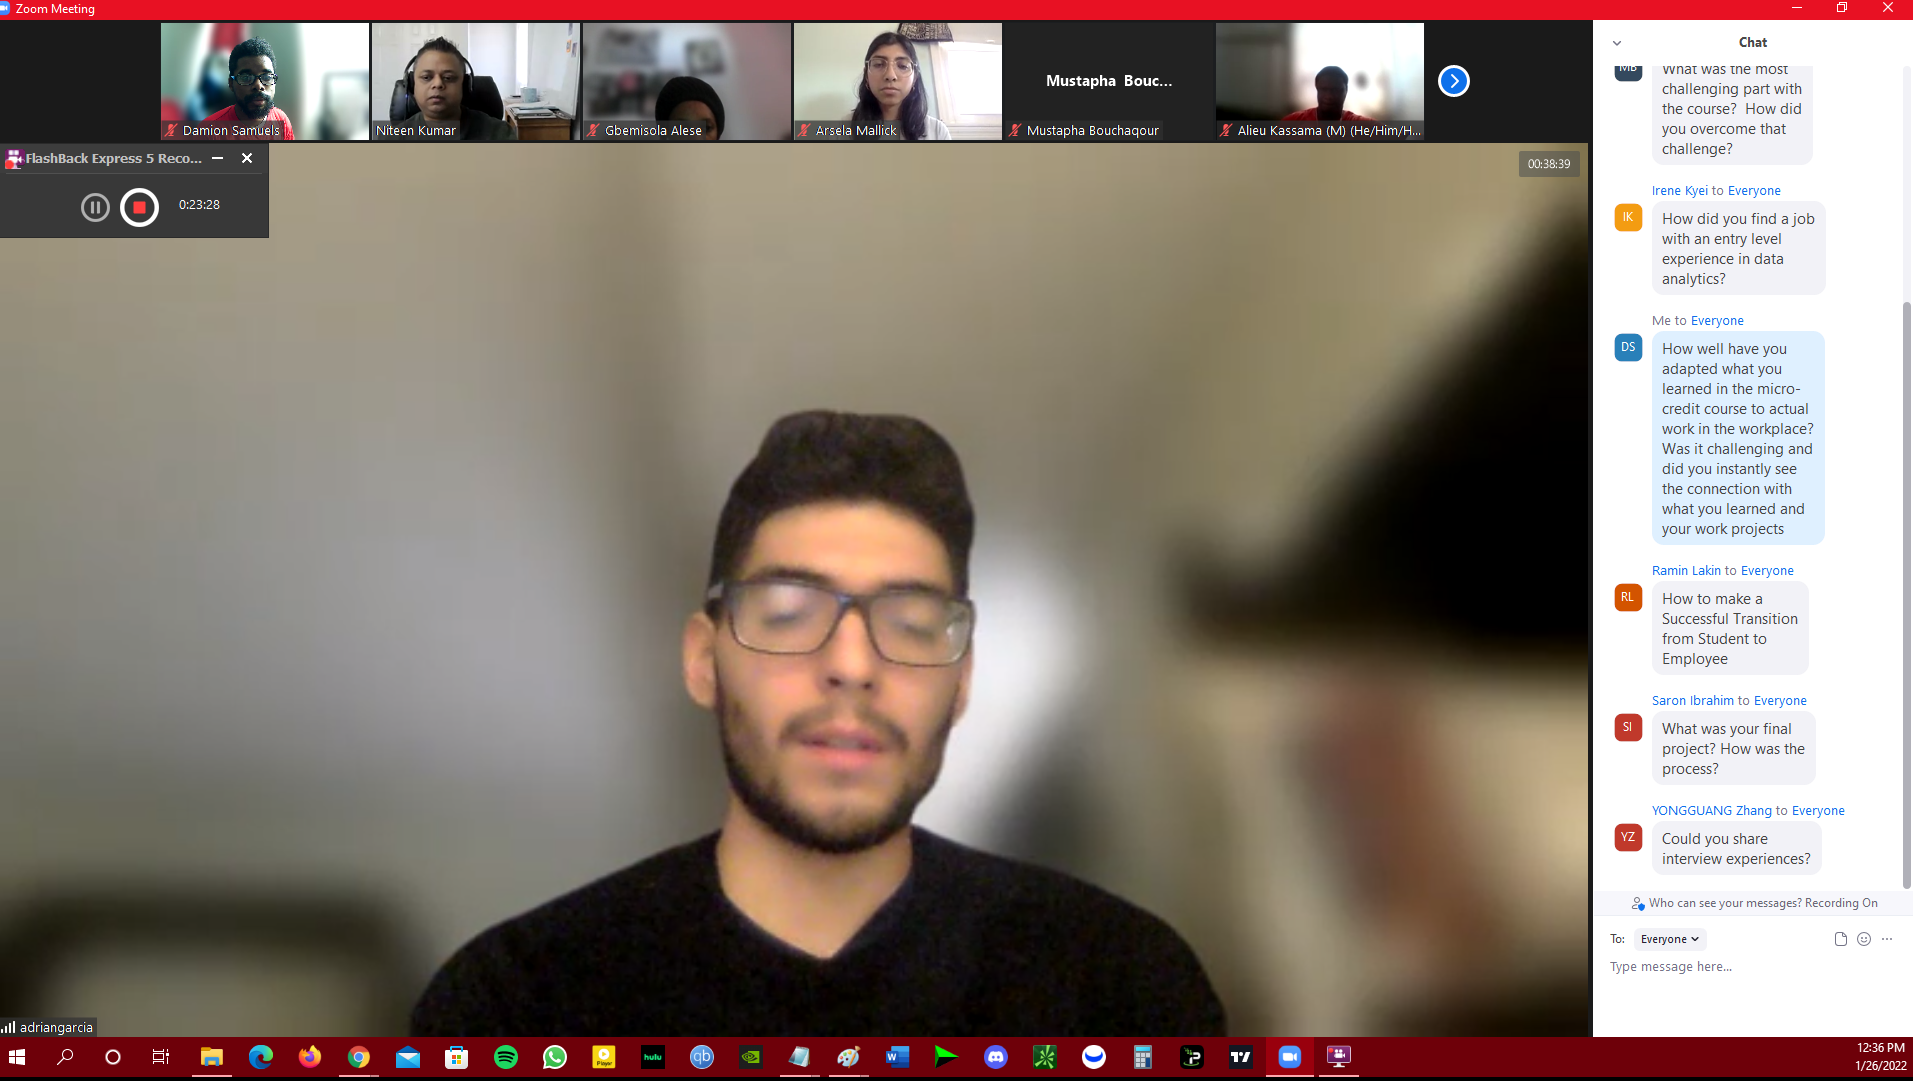 Zoom Meeting
Damion Samuels
Niteen Kumar
Gbemisola Alese
Arsela Mallick
Mustapha Bouc...
Mustapha Bouchaqour
Alieu Kassama (M) (He/Him/H...
FlashBack Express 5 Reco...
0:23:28
00:38:39
adriangarcia
Chat
MB
What was the most
challenging part with
the course? How did
you overcome that
challenge?
Irene Kyei to Everyone
IK
How did you find a job
with an entry level
experience in data
analytics?
Me to Everyone
DS
How well have you
adapted what you
learned in the micro-
credit course to actual
work in the workplace?
Was it challenging and
did you instantly see
the connection with
what you learned and
your work projects
Ramin Lakin to Everyone
RL
How to make a
Successful Transition
from Student to
Employee
Saron Ibrahim to Everyone
SI
What was your final
project? How was the
process?
YONGGUANG Zhang to Everyone
YZ
Could you share
interview experiences?
Who can see your messages? Recording On
To: Everyone
Type message here...
Player
hulu
qb
12:36 PM
1/26/2022